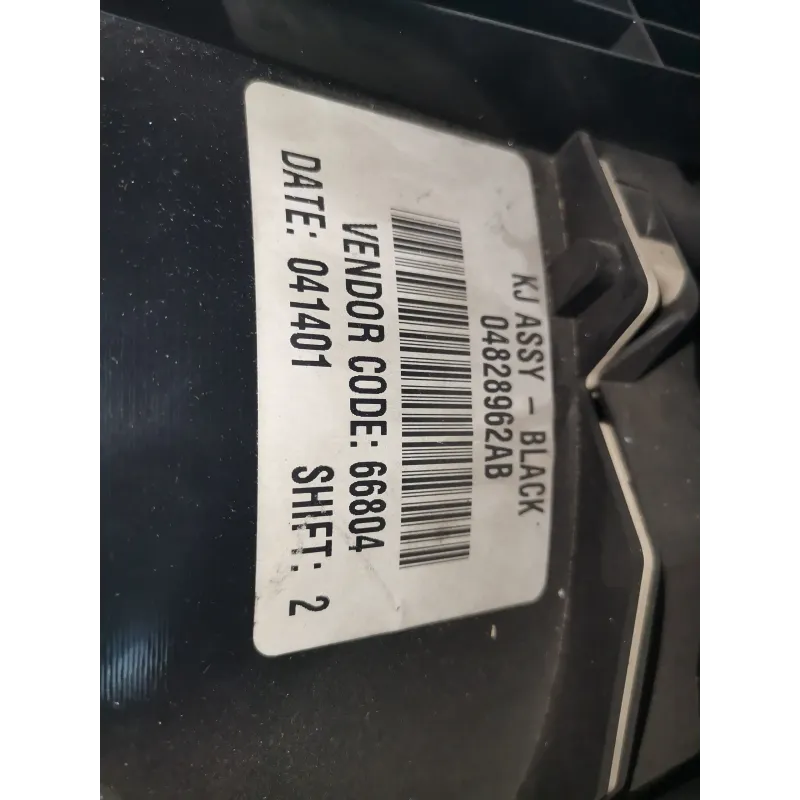 KJ ASSY - BLACK
04828962AB
VENDOR CODE: 66804
DATE: 041401 SHIFT: 2